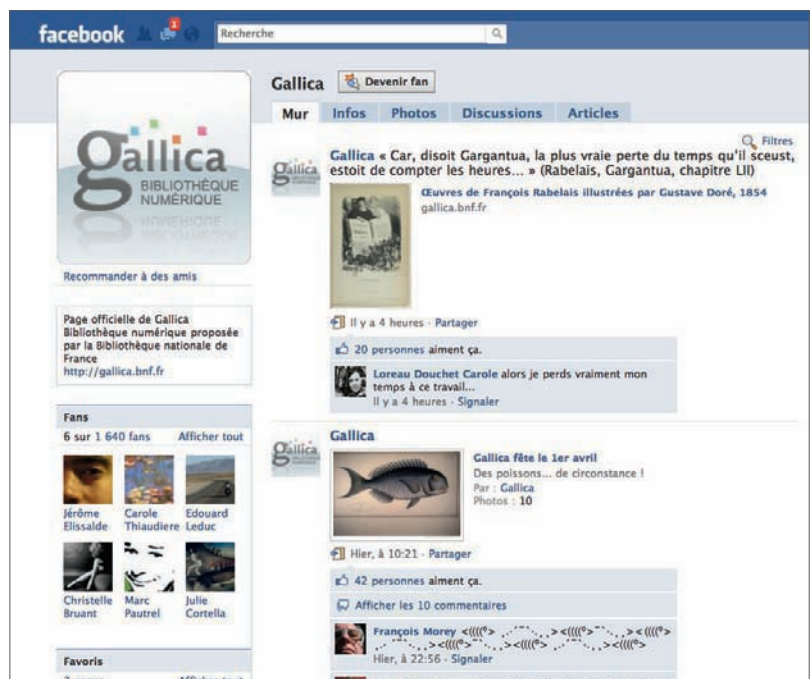 facebook
1
Recherche
gallica
BIBLIOTHÈQUE
NUMÉRIQUE
Recommander à des amis
Page officielle de Gallica
Bibliothèque numérique proposée
par la Bibliothèque nationale de
France
http://gallica.bnf.fr
Fans
6 sur 1 640 fans Afficher tout
Jérôme
Elissalde
Carole
Thiaudiere
Edouard
Leduc
Christelle
Bruant
Marc
Pautrel
Julie
Cortella
Favoris
Gallica Devenir fan
Mur Infos Photos Discussions Articles
Filtres
gallica
Gallica « Car, disoit Gargantua, la plus vraie perte du temps qu'il sceust,
estoit de compter les heures... » (Rabelais, Gargantua, chapitre LII)
Œuvres de François Rabelais illustrées par Gustave Doré, 1854
gallica.bnf.fr
Il y a 4 heures · Partager
20 personnes aiment ça.
Loreau Douchet Carole alors je perds vraiment mon
temps à ce travail...
Il y a 4 heures · Signaler
gallica
Gallica
Gallica fête le 1er avril
Des poissons... de circonstance !
Par : Gallica
Photos : 10
Hier, à 10:21 · Partager
42 personnes aiment ça.
Afficher les 10 commentaires
François Morey
Hier, à 22:56 · Signaler